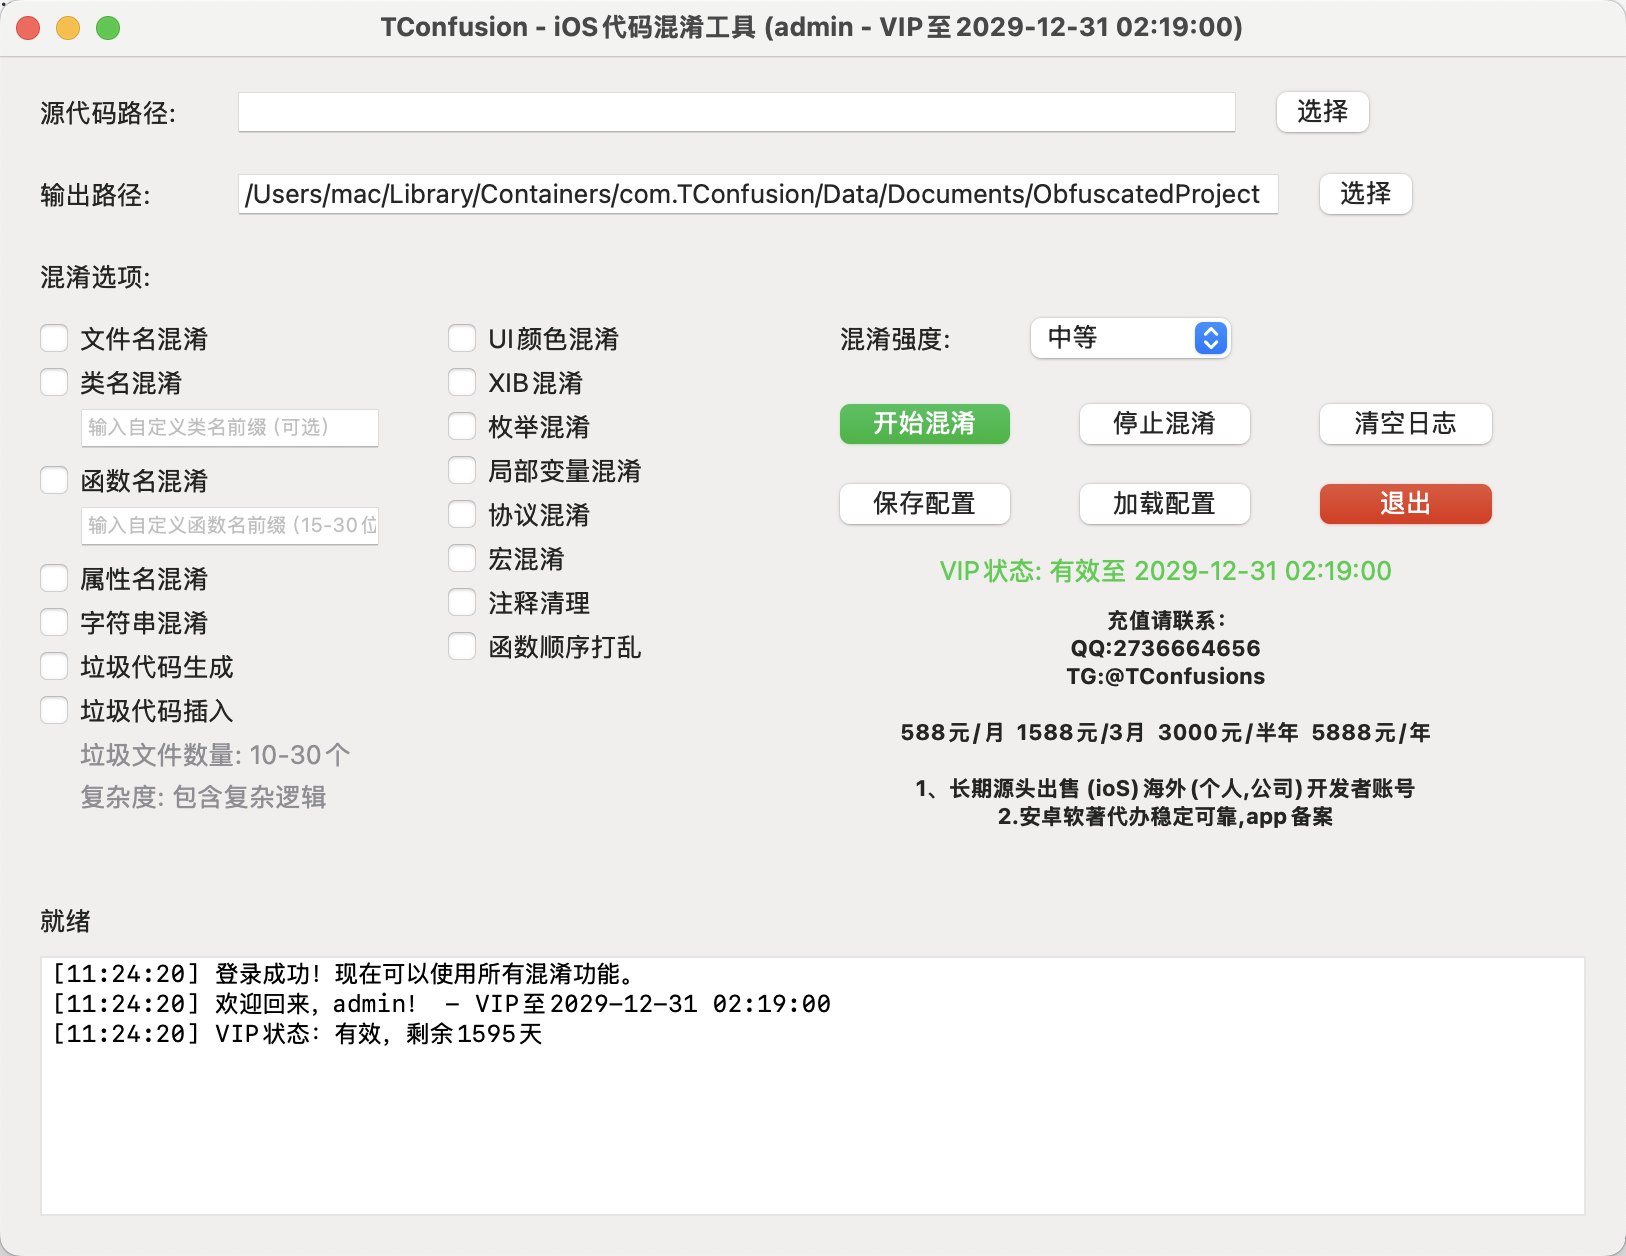 TConfusion - iOS代码混淆工具 (admin - VIP至2029-12-31 02:19:00)
源代码路径:
选择
输出路径:
/Users/mac/Library/Containers/com.TConfusion/Data/Documents/ObfuscatedProject
选择
混淆选项:
文件名混淆
类名混淆
输入自定义类名前缀 (可选)
函数名混淆
输入自定义函数名前缀 (15-30位
属性名混淆
字符串混淆
垃圾代码生成
垃圾代码插入
垃圾文件数量: 10-30个
复杂度: 包含复杂逻辑
UI颜色混淆
XIB混淆
枚举混淆
局部变量混淆
协议混淆
宏混淆
注释清理
函数顺序打乱
混淆强度:
中等
开始混淆
停止混淆
清空日志
保存配置
加载配置
退出
VIP状态: 有效至 2029-12-31 02:19:00
充值请联系：
QQ:2736664656
TG:@TConfusions
588元/月 1588元/3月 3000元/半年 5888元/年
1、长期源头出售 (ioS)海外(个人,公司)开发者账号
2.安卓软著代办稳定可靠,app备案
就绪
[11:24:20] 登录成功！现在可以使用所有混淆功能。
[11:24:20] 欢迎回来，admin！ - VIP至2029-12-31 02:19:00
[11:24:20] VIP状态：有效，剩余1595天